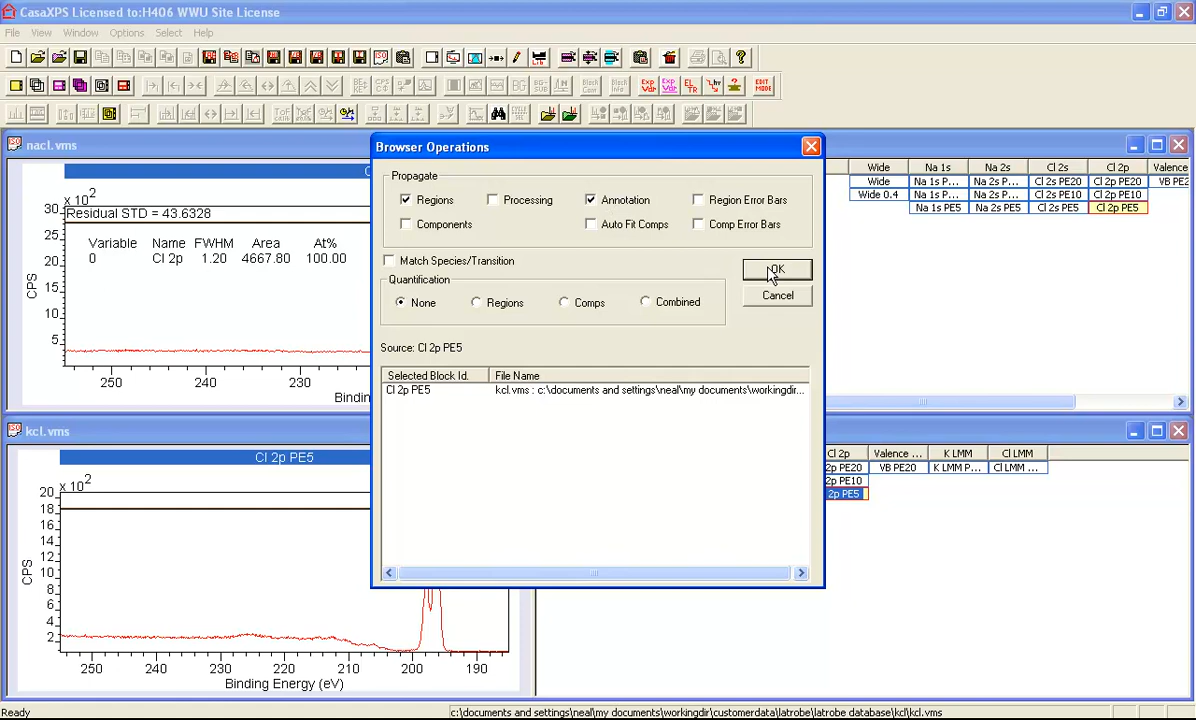 CasaXPS Licensed to:H406 WWU Site License
File View Window Options Select Help
nacl.vms
x 10²
Residual STD = 43.6328
Variable Name FWHM Area At%
0 Cl 2p 1.20 4667.80 100.00
30
25
20
15
10
5
CPS
250 240 230
Bindin
Wide Na 1s Na 2s Cl 2s Cl 2p Valence
Wide Na 1s P... Na 2s P... Cl 2s PE20 Cl 2p PE20 VB PE2
Wide 0.4 Na 1s P... Na 2s P... Cl 2s PE10 Cl 2p PE10
Na 1s PE5 Na 2s PE5 Cl 2s PE5 Cl 2p PE5
Browser Operations
Propagate
Regions Processing Annotation Region Error Bars
Components Auto Fit Comps Comp Error Bars
Match Species/Transition
OK
Quantification
None Regions Comps Combined
Cancel
Source: Cl 2p PE5
Selected Block Id. File Name
Cl 2p PE5 kcl.vms : c:\documents and settings\neal\my documents\workingdir...
kcl.vms
Cl 2p PE5
x 10²
20
18
16
14
12
10
8
6
4
2
CPS
250 240 230 220 210 200 190
Binding Energy (eV)
Cl 2p Valence ... K LMM Cl LMM
2p PE20 VB PE20 K LMM P... Cl LMM ...
2p PE10
2p PE5
Ready
c:\documents and settings\neal\my documents\workingdir\customerdata\latrobe\latrobe database\kcl\kcl.vms